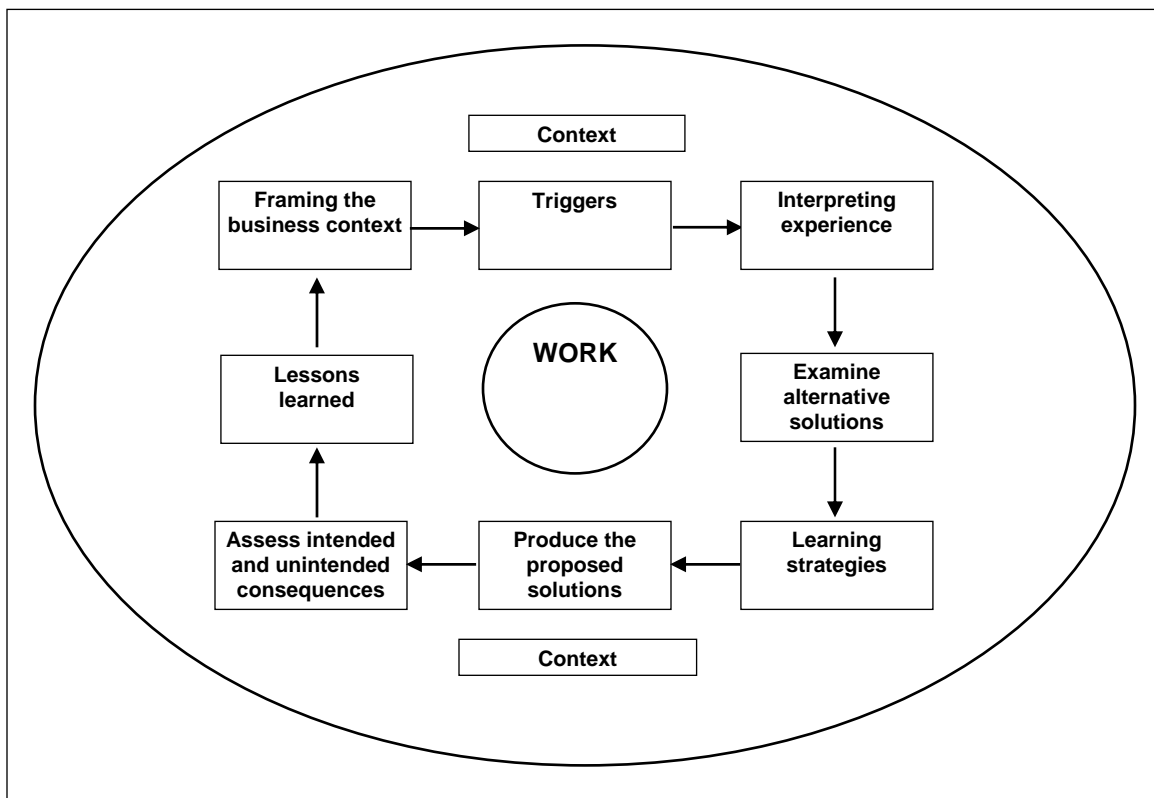 Context
Framing the
business context
Triggers
Interpreting
experience
WORK
Lessons
learned
Examine
alternative
solutions
Assess intended
and unintended
consequences
Produce the
proposed
solutions
Learning
strategies
Context